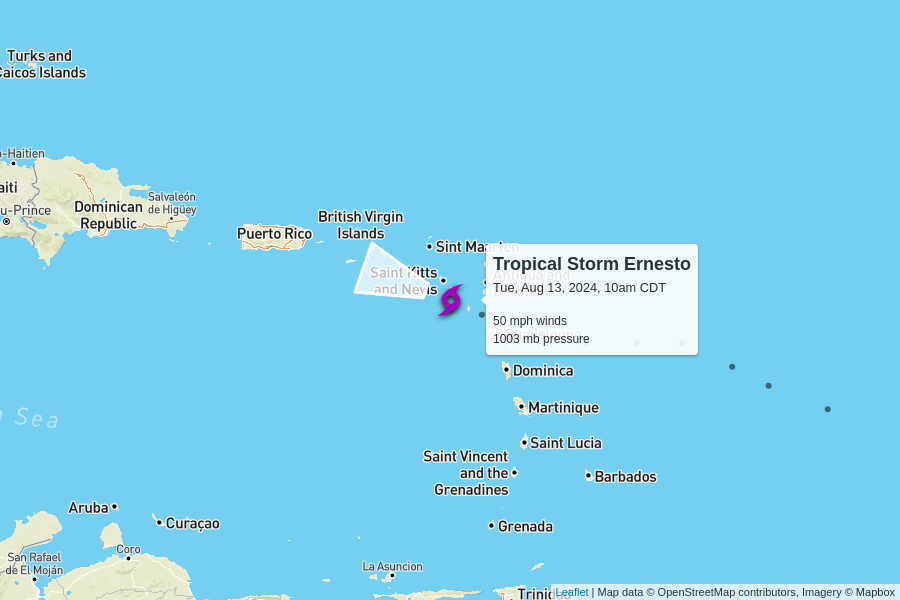 Turks and
Caicos Islands
-Haitien
aiti
u-Prince
Dominican
Republic
Salvaleón
de Higüey
Puerto Rico
British Virgin
Islands
Sint Maarten
Saint Kitts
and Nevis
Antigua and
Barbuda
Tropical Storm Ernesto
Tue, Aug 13, 2024, 10am CDT
50 mph winds
1003 mb pressure
Guadeloupe
Dominica
Martinique
Saint Lucia
Saint Vincent
and the
Grenadines
Barbados
Grenada
Sea
Aruba
Curaçao
Coro
San Rafael
de El Moján
La Asuncion
Trinid
Leaflet | Map data © OpenStreetMap contributors, Imagery © Mapbox